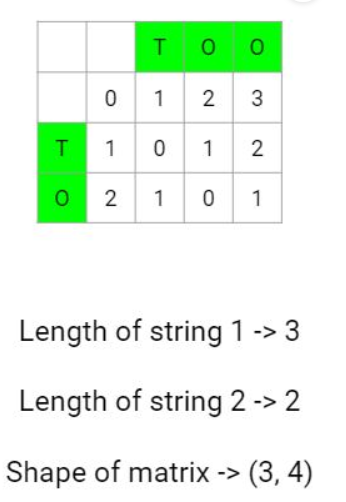 T O O
0 1 2 3
T 1 0 1 2
O 2 1 0 1
Length of string 1 -> 3
Length of string 2 -> 2
Shape of matrix -> (3, 4)